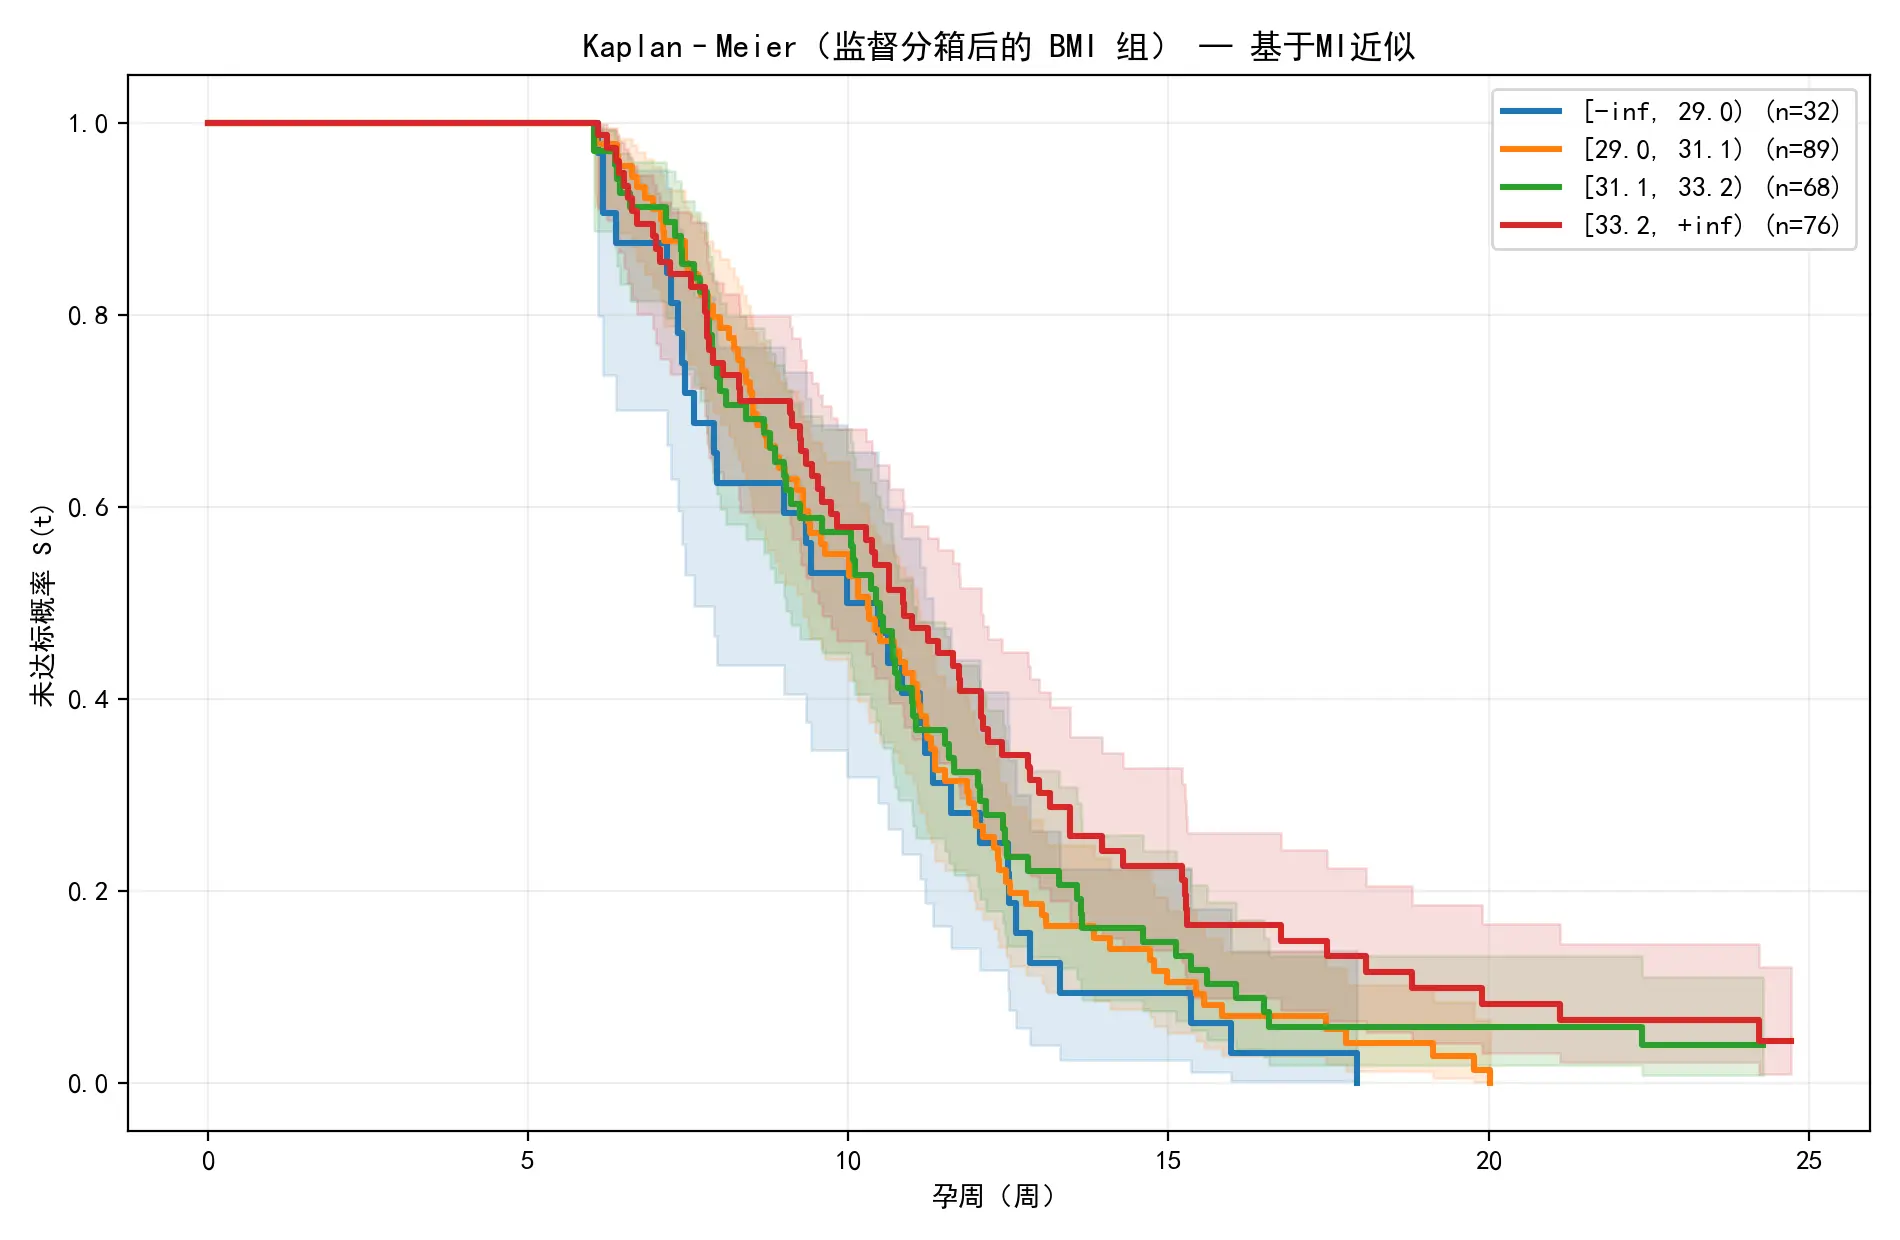 Kaplan–Meier（监督分箱后的 BMI 组） — 基于MI近似
[-inf, 29.0) (n=32)
[29.0, 31.1) (n=89)
[31.1, 33.2) (n=68)
[33.2, +inf) (n=76)
未达标概率 S(t)
1.0
0.8
0.6
0.4
0.2
0.0
0 5 10 15 20 25
孕周（周）